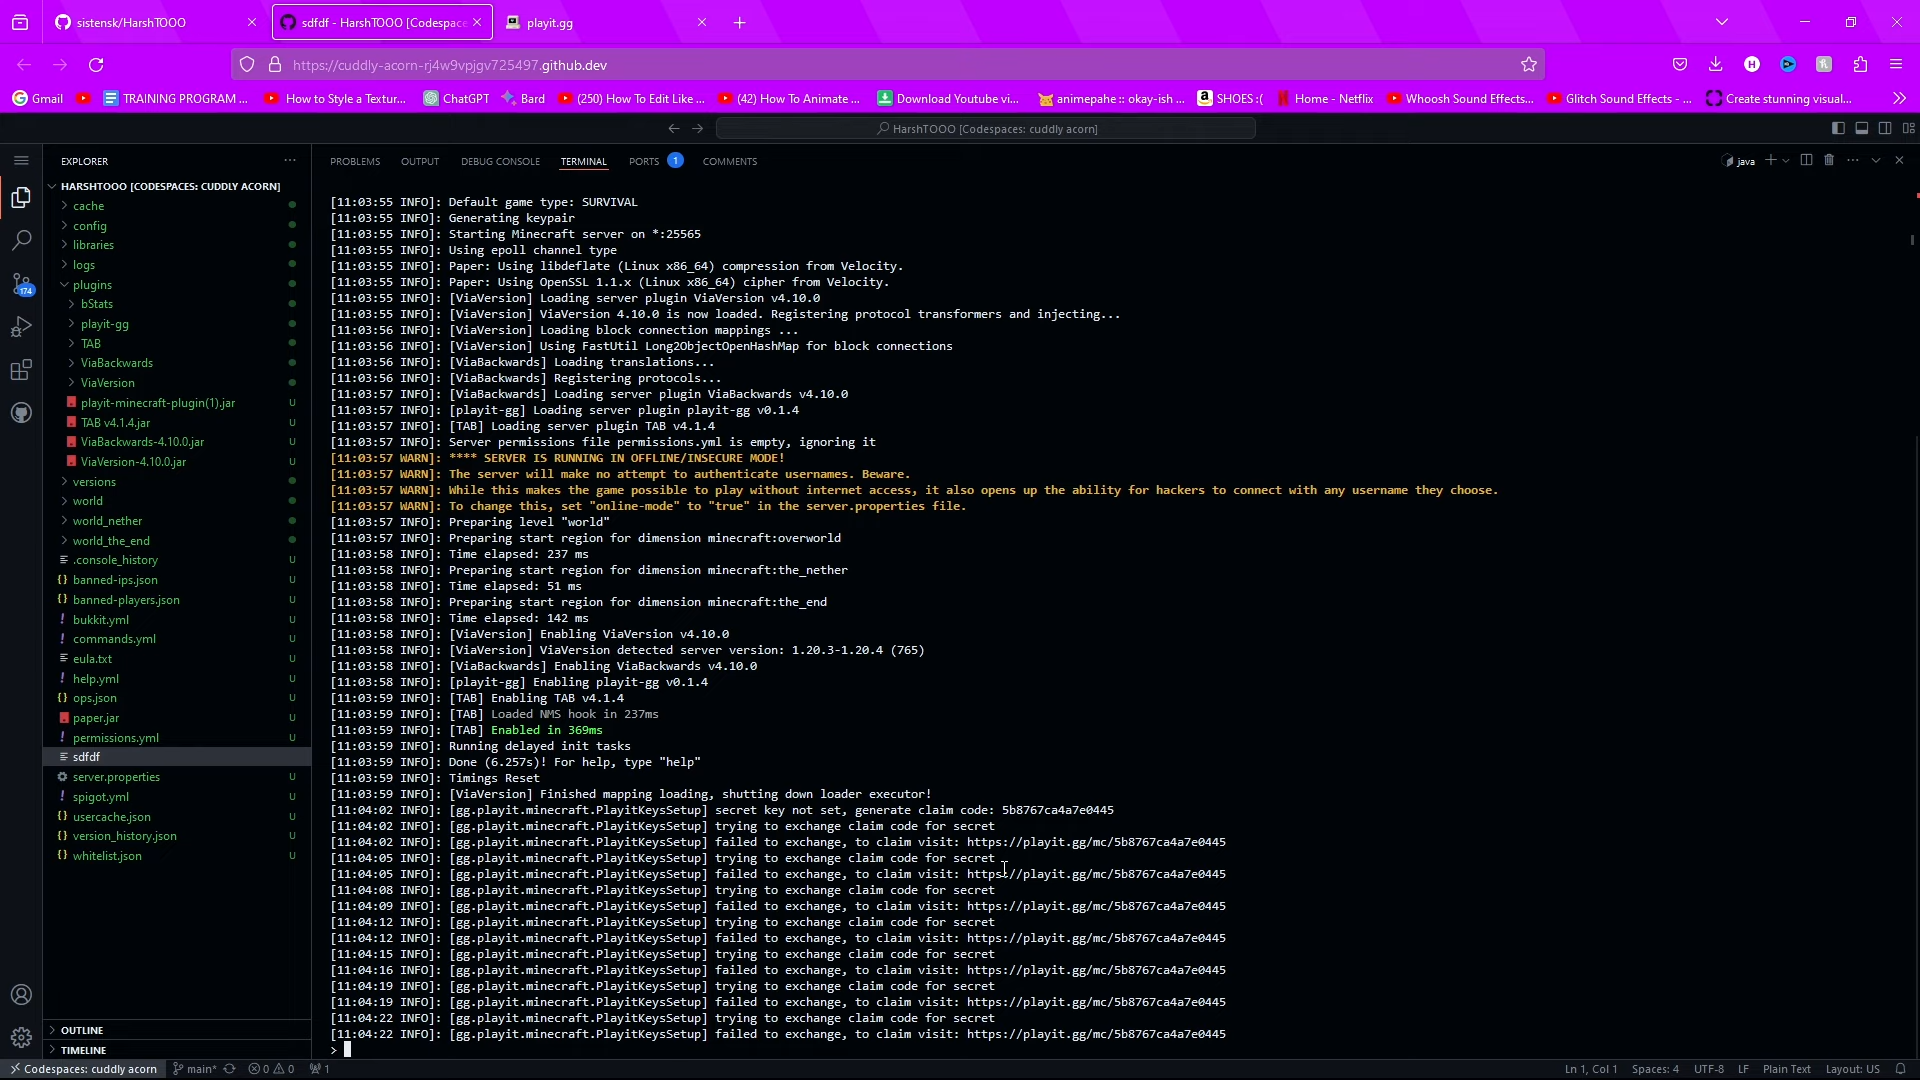 sistensk/HarshTOOO
sdfdf - HarshTOOO [Codespace
playit.gg
https://cuddly-acorn-rj4w9vpjgv725497.github.dev
Gmail
TRAINING PROGRAM ...
How to Style a Textur...
ChatGPT
Bard
(250) How To Edit Like ...
(42) How To Animate ...
Download Youtube vi...
animepahe :: okay-ish ...
SHOES :(
Home - Netflix
Whoosh Sound Effects...
Glitch Sound Effects - ...
Create stunning visual...
HarshTOOO [Codespaces: cuddly acorn]
EXPLORER
HARSHTOOO [CODESPACES: CUDDLY ACORN]
cache
config
libraries
logs
plugins
bStats
playit-gg
TAB
ViaBackwards
ViaVersion
playit-minecraft-plugin(1).jar U
TAB v4.1.4.jar U
ViaBackwards-4.10.0.jar U
ViaVersion-4.10.0.jar U
versions
world
world_nether
world_the_end
.console_history U
banned-ips.json U
banned-players.json U
bukkit.yml U
commands.yml U
eula.txt U
help.yml U
ops.json U
paper.jar U
permissions.yml U
sdfdf
server.properties U
spigot.yml U
usercache.json U
version_history.json U
whitelist.json U
OUTLINE
TIMELINE
174
PROBLEMS OUTPUT DEBUG CONSOLE TERMINAL PORTS 1 COMMENTS
java
[11:03:55 INFO]: Default game type: SURVIVAL
[11:03:55 INFO]: Generating keypair
[11:03:55 INFO]: Starting Minecraft server on *:25565
[11:03:55 INFO]: Using epoll channel type
[11:03:55 INFO]: Paper: Using libdeflate (Linux x86_64) compression from Velocity.
[11:03:55 INFO]: Paper: Using OpenSSL 1.1.x (Linux x86_64) cipher from Velocity.
[11:03:55 INFO]: [ViaVersion] Loading server plugin ViaVersion v4.10.0
[11:03:55 INFO]: [ViaVersion] ViaVersion 4.10.0 is now loaded. Registering protocol transformers and injecting...
[11:03:56 INFO]: [ViaVersion] Loading block connection mappings ...
[11:03:56 INFO]: [ViaVersion] Using FastUtil Long2ObjectOpenHashMap for block connections
[11:03:56 INFO]: [ViaBackwards] Loading translations...
[11:03:56 INFO]: [ViaBackwards] Registering protocols...
[11:03:57 INFO]: [ViaBackwards] Loading server plugin ViaBackwards v4.10.0
[11:03:57 INFO]: [playit-gg] Loading server plugin playit-gg v0.1.4
[11:03:57 INFO]: [TAB] Loading server plugin TAB v4.1.4
[11:03:57 INFO]: Server permissions file permissions.yml is empty, ignoring it
[11:03:57 WARN]: **** SERVER IS RUNNING IN OFFLINE/INSECURE MODE!
[11:03:57 WARN]: The server will make no attempt to authenticate usernames. Beware.
[11:03:57 WARN]: While this makes the game possible to play without internet access, it also opens up the ability for hackers to connect with any username they choose.
[11:03:57 WARN]: To change this, set "online-mode" to "true" in the server.properties file.
[11:03:57 INFO]: Preparing level "world"
[11:03:57 INFO]: Preparing start region for dimension minecraft:overworld
[11:03:58 INFO]: Time elapsed: 237 ms
[11:03:58 INFO]: Preparing start region for dimension minecraft:the_nether
[11:03:58 INFO]: Time elapsed: 51 ms
[11:03:58 INFO]: Preparing start region for dimension minecraft:the_end
[11:03:58 INFO]: Time elapsed: 142 ms
[11:03:58 INFO]: [ViaVersion] Enabling ViaVersion v4.10.0
[11:03:58 INFO]: [ViaVersion] ViaVersion detected server version: 1.20.3-1.20.4 (765)
[11:03:58 INFO]: [ViaBackwards] Enabling ViaBackwards v4.10.0
[11:03:58 INFO]: [playit-gg] Enabling playit-gg v0.1.4
[11:03:59 INFO]: [TAB] Enabling TAB v4.1.4
[11:03:59 INFO]: [TAB] Loaded NMS hook in 237ms
[11:03:59 INFO]: [TAB] Enabled in 369ms
[11:03:59 INFO]: Running delayed init tasks
[11:03:59 INFO]: Done (6.257s)! For help, type "help"
[11:03:59 INFO]: Timings Reset
[11:03:59 INFO]: [ViaVersion] Finished mapping loading, shutting down loader executor!
[11:04:02 INFO]: [gg.playit.minecraft.PlayitKeysSetup] secret key not set, generate claim code: 5b8767ca4a7e0445
[11:04:02 INFO]: [gg.playit.minecraft.PlayitKeysSetup] trying to exchange claim code for secret
[11:04:02 INFO]: [gg.playit.minecraft.PlayitKeysSetup] failed to exchange, to claim visit: https://playit.gg/mc/5b8767ca4a7e0445
[11:04:05 INFO]: [gg.playit.minecraft.PlayitKeysSetup] trying to exchange claim code for secret
[11:04:05 INFO]: [gg.playit.minecraft.PlayitKeysSetup] failed to exchange, to claim visit: https://playit.gg/mc/5b8767ca4a7e0445
[11:04:08 INFO]: [gg.playit.minecraft.PlayitKeysSetup] trying to exchange claim code for secret
[11:04:09 INFO]: [gg.playit.minecraft.PlayitKeysSetup] failed to exchange, to claim visit: https://playit.gg/mc/5b8767ca4a7e0445
[11:04:12 INFO]: [gg.playit.minecraft.PlayitKeysSetup] trying to exchange claim code for secret
[11:04:12 INFO]: [gg.playit.minecraft.PlayitKeysSetup] failed to exchange, to claim visit: https://playit.gg/mc/5b8767ca4a7e0445
[11:04:15 INFO]: [gg.playit.minecraft.PlayitKeysSetup] trying to exchange claim code for secret
[11:04:16 INFO]: [gg.playit.minecraft.PlayitKeysSetup] failed to exchange, to claim visit: https://playit.gg/mc/5b8767ca4a7e0445
[11:04:19 INFO]: [gg.playit.minecraft.PlayitKeysSetup] trying to exchange claim code for secret
[11:04:19 INFO]: [gg.playit.minecraft.PlayitKeysSetup] failed to exchange, to claim visit: https://playit.gg/mc/5b8767ca4a7e0445
[11:04:22 INFO]: [gg.playit.minecraft.PlayitKeysSetup] trying to exchange claim code for secret
[11:04:22 INFO]: [gg.playit.minecraft.PlayitKeysSetup] failed to exchange, to claim visit: https://playit.gg/mc/5b8767ca4a7e0445
>
Codespaces: cuddly acorn main* 0 0 1 Ln 1, Col 1 Spaces: 4 UTF-8 LF Plain Text Layout: US